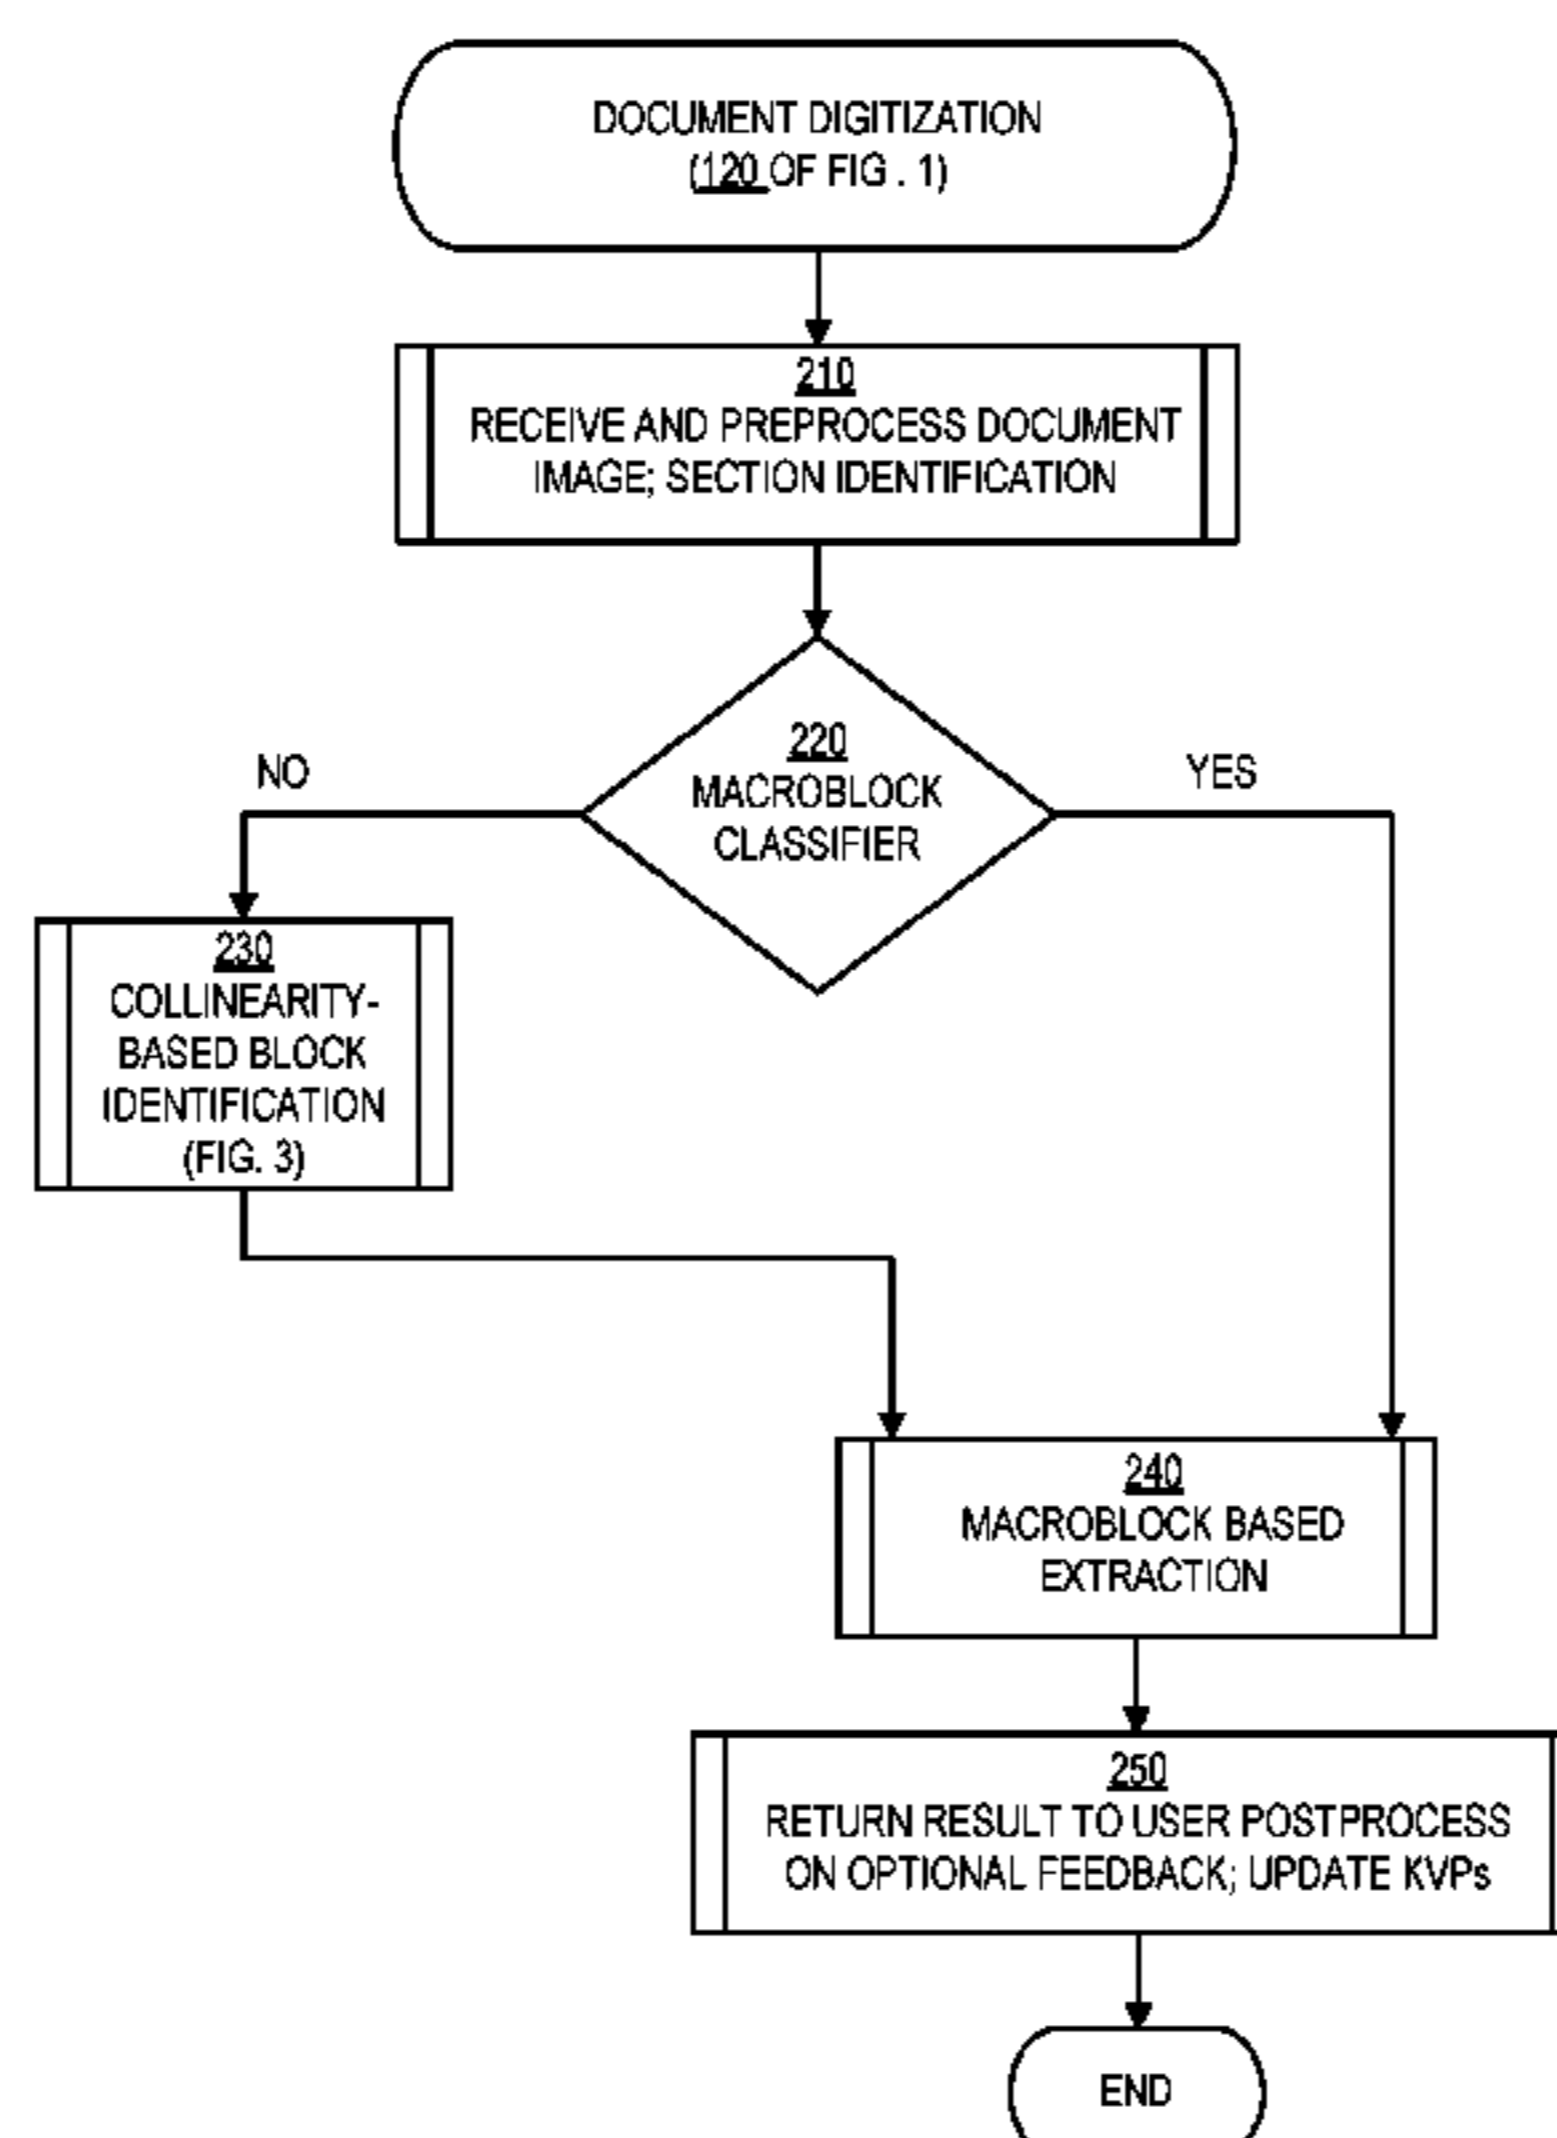 DOCUMENT DIGITIZATION
(120 OF FIG . 1)
210
RECEIVE AND PREPROCESS DOCUMENT
IMAGE; SECTION IDENTIFICATION
220
MACROBLOCK
CLASSIFIER
NO
YES
230
COLLINEARITY-
BASED BLOCK
IDENTIFICATION
(FIG. 3)
240
MACROBLOCK BASED
EXTRACTION
250
RETURN RESULT TO USER POSTPROCESS
ON OPTIONAL FEEDBACK; UPDATE KVPs
END